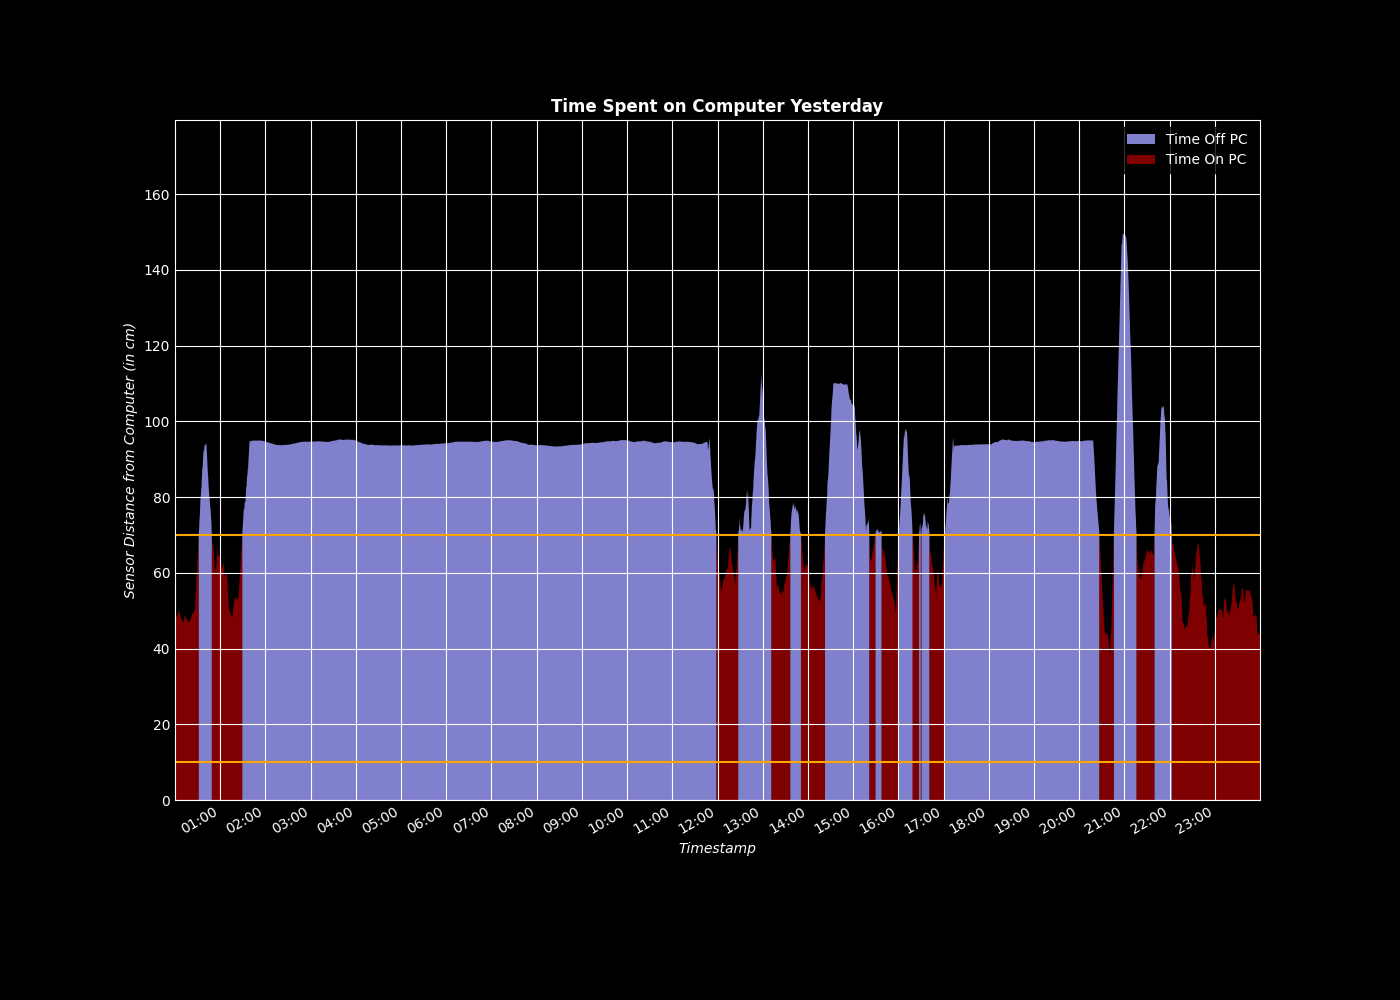 Time Spent on Computer Yesterday
Time Off PC
Time On PC
Sensor Distance from Computer (in cm)
160
140
120
100
80
60
40
20
0
01:00 02:00 03:00 04:00 05:00 06:00 07:00 08:00 09:00 10:00 11:00 12:00 13:00 14:00 15:00 16:00 17:00 18:00 19:00 20:00 21:00 22:00 23:00
Timestamp